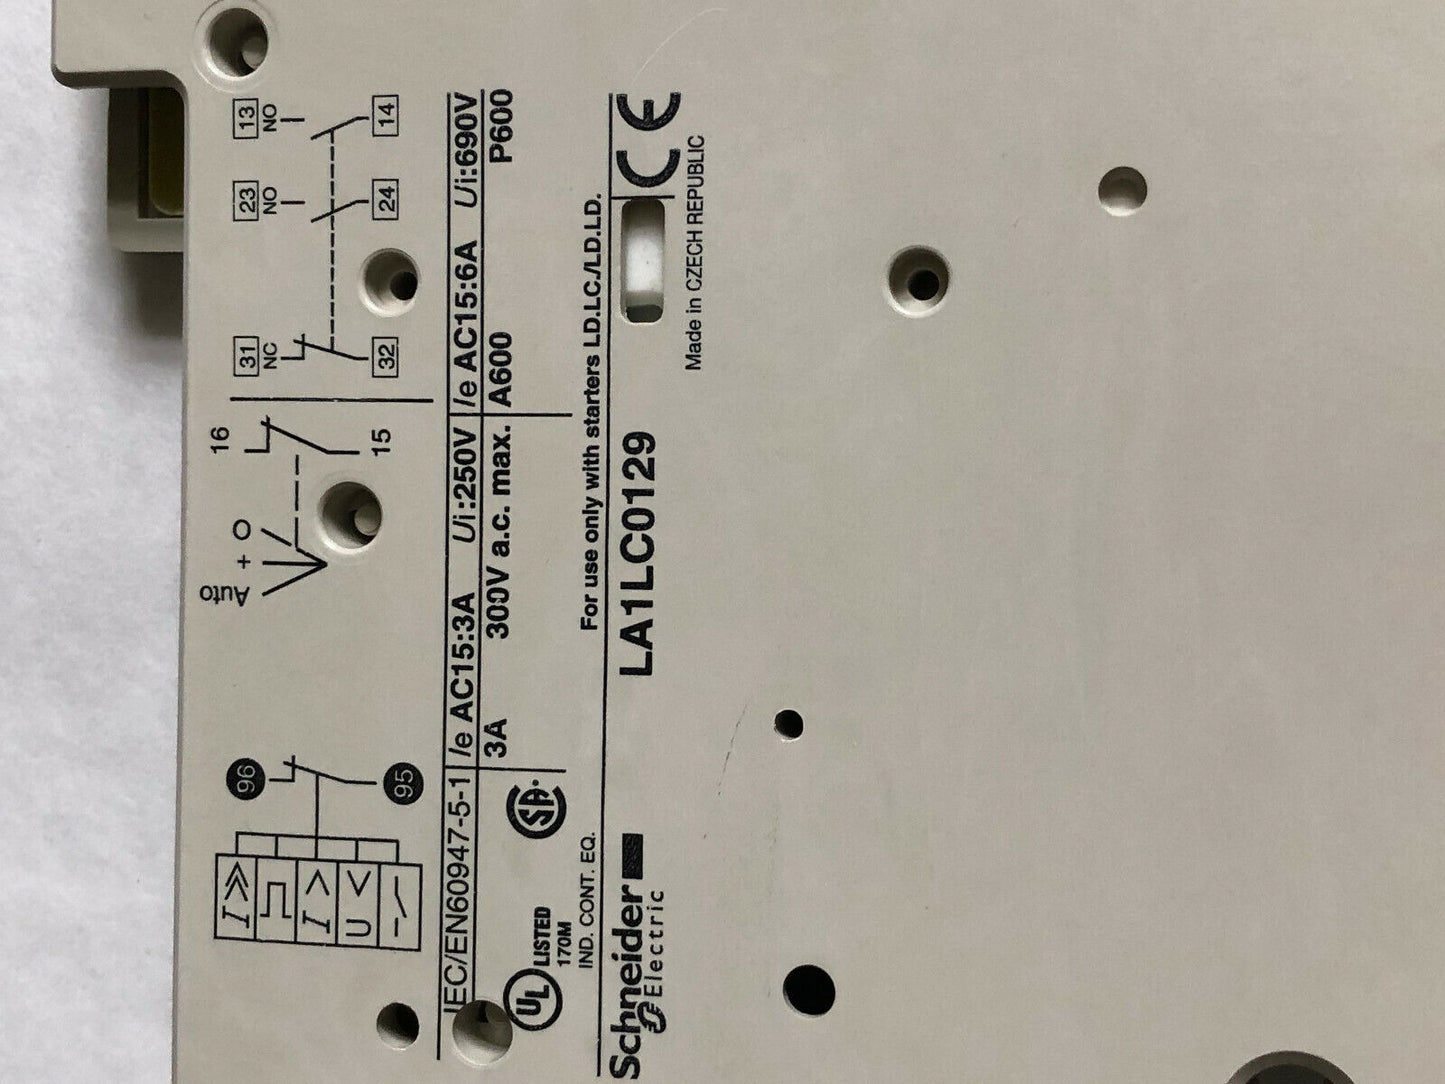 96
16
31 23 13
NC NO NO
Auto + O
I >>
I >
U <
95
15
32 24 14
IEC/EN60947-5-1 Ie AC15:3A Ui:250V Ie AC15:6A Ui:690V
3A 300V a.c. max. A600 P600
UL LISTED
170M
SA
IND. CONT. EQ.
For use only with starters L.D.LC./LD.LD.
Schneider
Electric
LA1LC0129
CE
Made in CZECH REPUBLIC